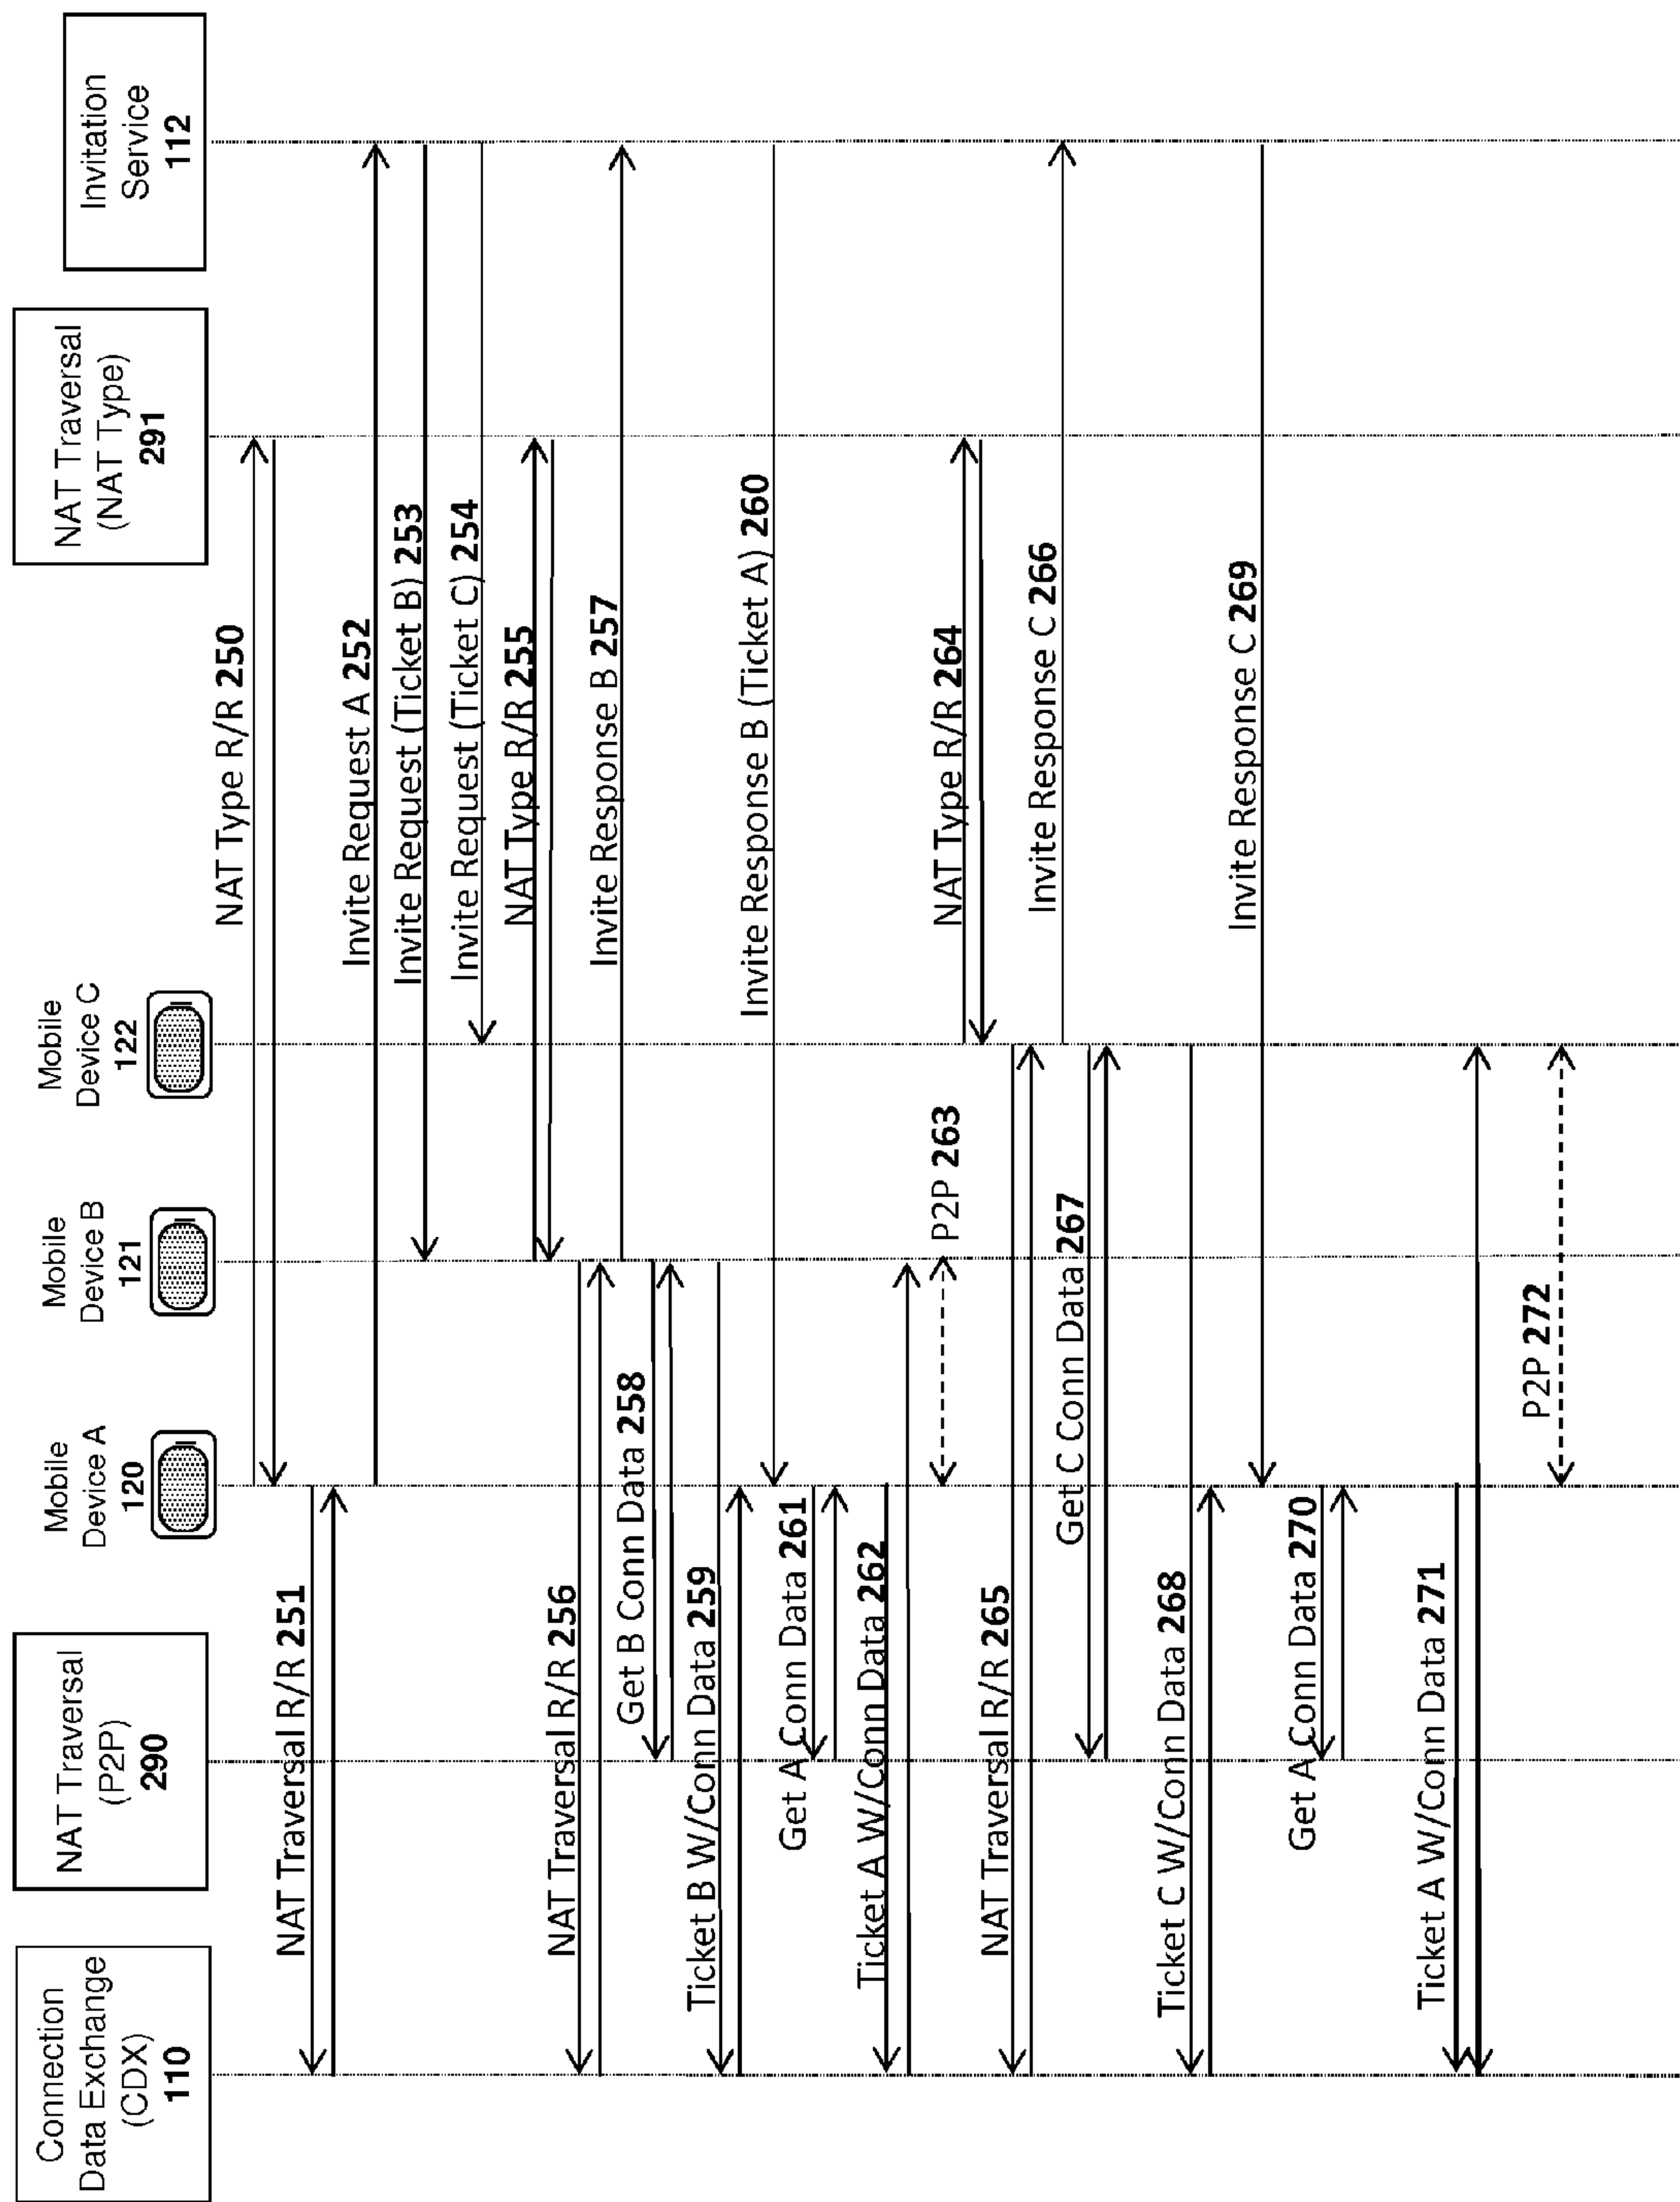 Connection
Data Exchange
(CDX)
110
NAT Traversal
(P2P)
290
Mobile
Device A
120
Mobile
Device B
121
Mobile
Device C
122
NAT Traversal
(NAT Type)
291
Invitation
Service
112
NAT Type R/R 250
NAT Traversal R/R 251
Invite Request A 252
Invite Request (Ticket B) 253
Invite Request (Ticket C) 254
NAT Type R/R 255
NAT Traversal R/R 256
Invite Response B 257
Get B Conn Data 258
Ticket B W/Conn Data 259
Invite Response B (Ticket A) 260
Get A Conn Data 261
Ticket A W/Conn Data 262
P2P 263
NAT Type R/R 264
NAT Traversal R/R 265
Invite Response C 266
Get C Conn Data 267
Ticket C W/Conn Data 268
Invite Response C 269
Get A Conn Data 270
Ticket A W/Conn Data 271
P2P 272